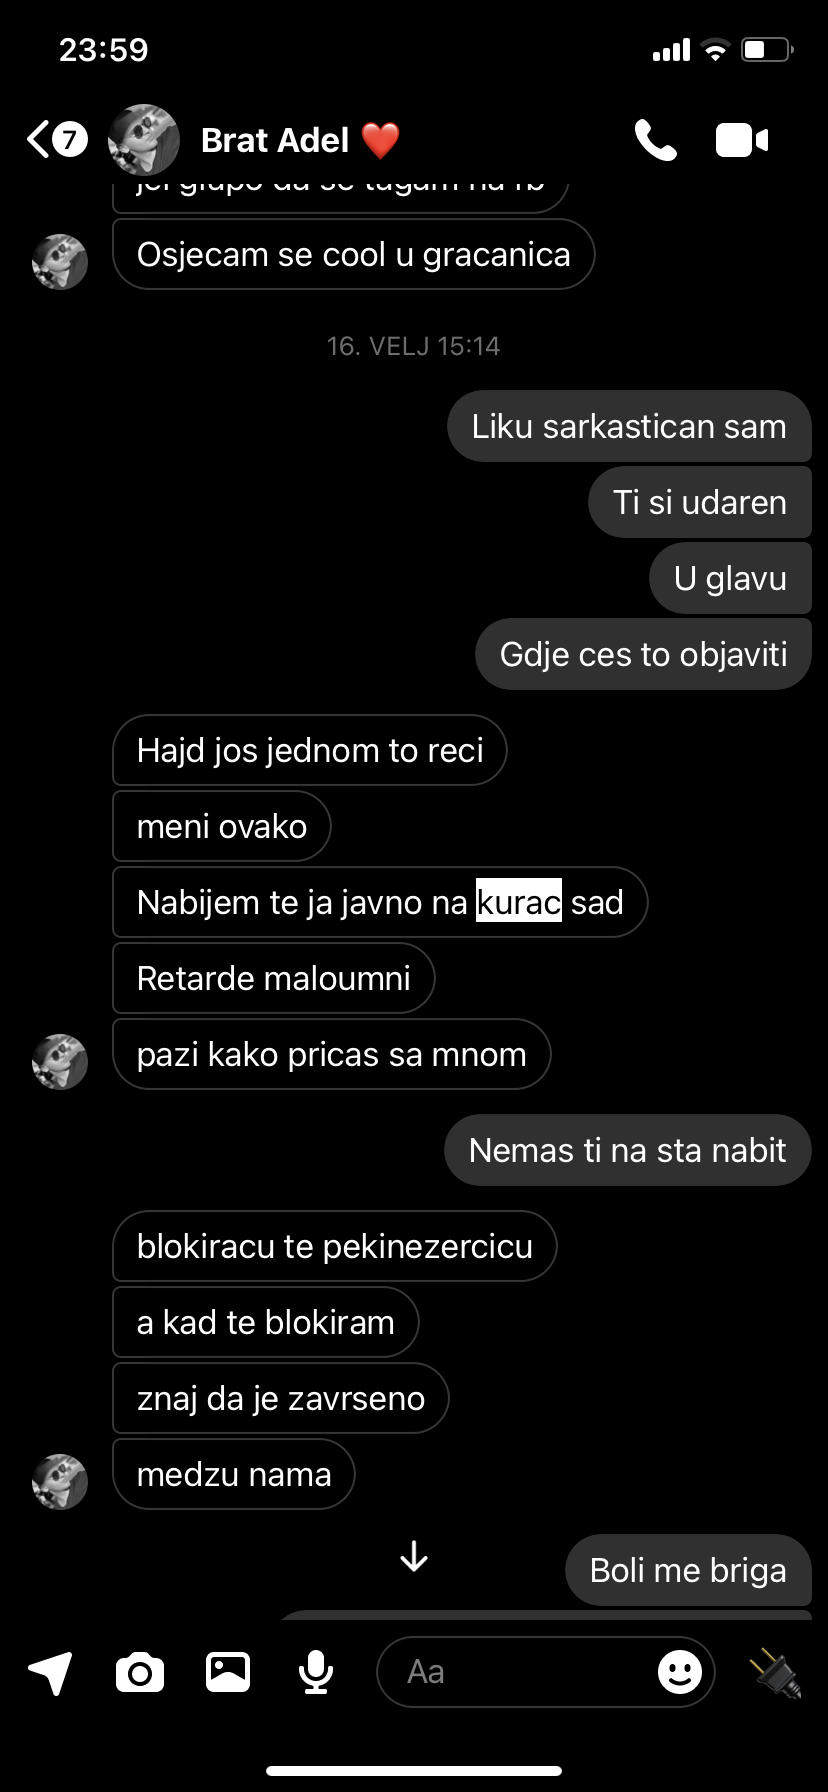 23:59
7
Brat Adel ❤️
Osjecam se cool u gracanica
16. VELJ 15:14
Liku sarkastican sam
Ti si udaren
U glavu
Gdje ces to objaviti
Hajd jos jednom to reci
meni ovako
Nabijem te ja javno na kurac sad
Retarde maloumni
pazi kako pricas sa mnom
Nemas ti na sta nabit
blokiracu te pekinezercicu
a kad te blokiram
znaj da je zavrseno
medzu nama
Boli me briga
Aa